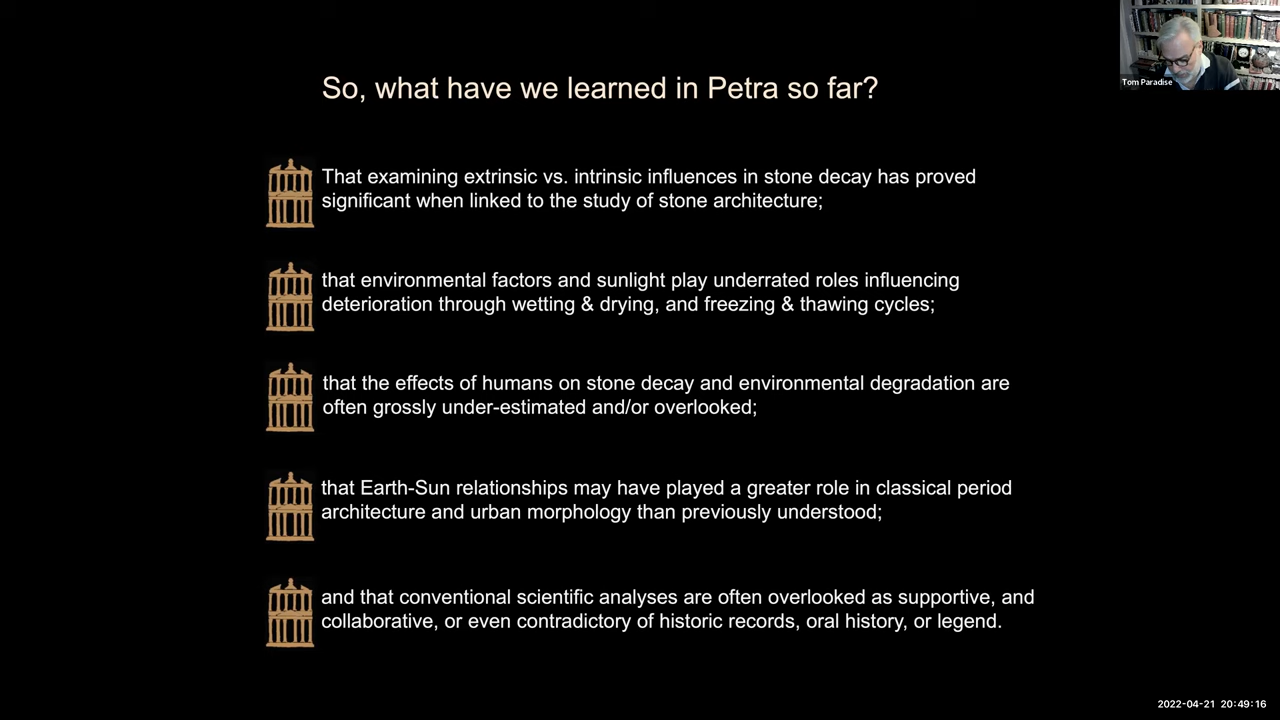 So, what have we learned in Petra so far?
Tom Paradise
That examining extrinsic vs. intrinsic influences in stone decay has proved
significant when linked to the study of stone architecture;
that environmental factors and sunlight play underrated roles influencing
deterioration through wetting & drying, and freezing & thawing cycles;
that the effects of humans on stone decay and environmental degradation are
often grossly under-estimated and/or overlooked;
that Earth-Sun relationships may have played a greater role in classical period
architecture and urban morphology than previously understood;
and that conventional scientific analyses are often overlooked as supportive, and
collaborative, or even contradictory of historic records, oral history, or legend.
2022-04-21 20:49:16